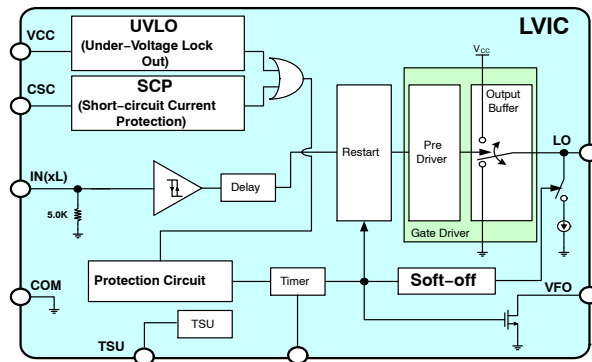 LVIC
VCC
UVLO
(Under-Voltage Lock
Out)
CSC
SCP
(Short-circuit Current
Protection)
VCC
Output
Buffer
LO
Restart
Pre
Driver
IN(xL)
Delay
5.0K
Gate Driver
COM
Protection Circuit
Timer
Soft-off
VFO
TSU
TSU